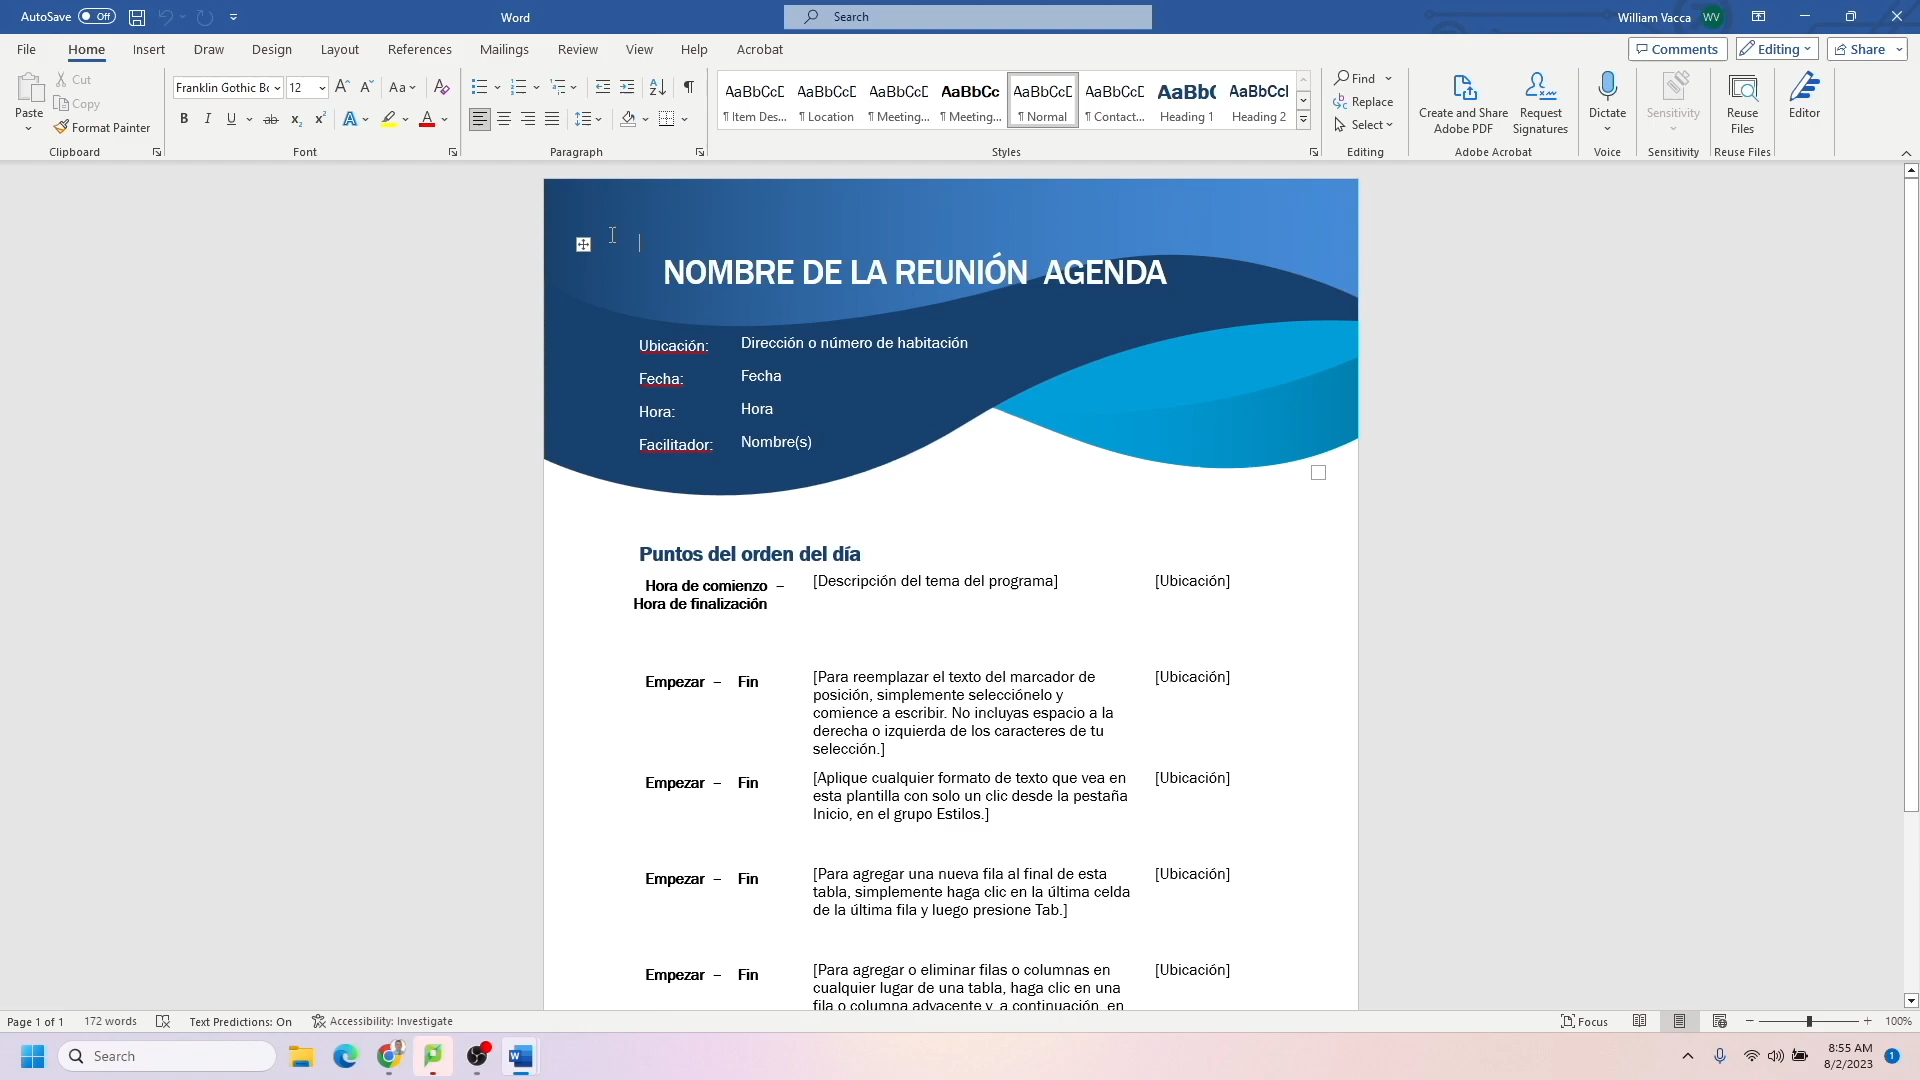 AutoSave Off Word Search William Vacca WV
File Home Insert Draw Design Layout References Mailings Review View Help Acrobat Comments Editing Share
Paste Cut Copy Format Painter Clipboard
Franklin Gothic Bo 12 Aa Font
B I U ab x₂ x² A A
Paragraph
AaBbCcD AaBbCcD AaBbCcD AaBbCc AaBbCcD AaBbCcD AaBbC AaBbCcI
¶ Item Des... ¶ Location ¶ Meeting... ¶ Meeting... ¶ Normal ¶ Contact... Heading 1 Heading 2
Styles
Find
Replace
Select
Editing
Create and Share Adobe PDF
Request Signatures
Adobe Acrobat
Dictate
Voice
Sensitivity
Sensitivity
Reuse Files
Reuse Files
Editor
NOMBRE DE LA REUNIÓN AGENDA
Ubicación: Dirección o número de habitación
Fecha: Fecha
Hora: Hora
Facilitador: Nombre(s)
Puntos del orden del día
Hora de comienzo –
Hora de finalización
[Descripción del tema del programa] [Ubicación]
Empezar – Fin
[Para reemplazar el texto del marcador de
posición, simplemente selecciónelo y
comience a escribir. No incluyas espacio a la
derecha o izquierda de los caracteres de tu
selección.]
[Ubicación]
Empezar – Fin
[Aplique cualquier formato de texto que vea en
esta plantilla con solo un clic desde la pestaña
Inicio, en el grupo Estilos.]
[Ubicación]
Empezar – Fin
[Para agregar una nueva fila al final de esta
tabla, simplemente haga clic en la última celda
de la última fila y luego presione Tab.]
[Ubicación]
Empezar – Fin
[Para agregar o eliminar filas o columnas en
cualquier lugar de una tabla, haga clic en una
fila o columna adyacente y, a continuación, en
[Ubicación]
Page 1 of 1 172 words Text Predictions: On Accessibility: Investigate Focus 100%
Search 8:55 AM
8/2/2023 1